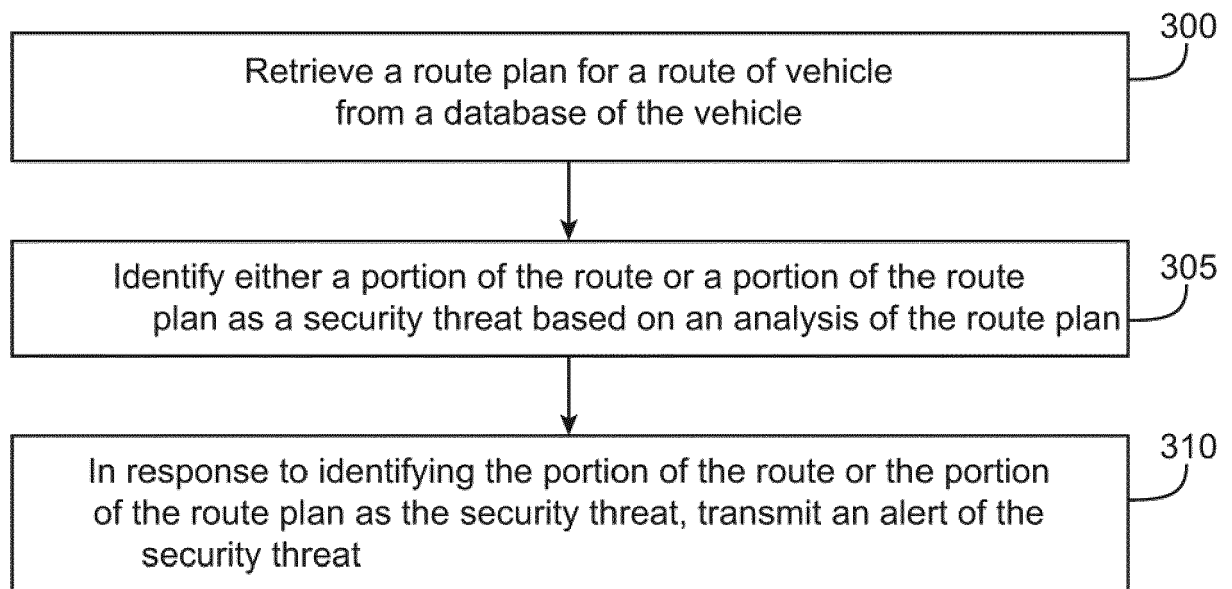 300
Retrieve a route plan for a route of vehicle
from a database of the vehicle
305
Identify either a portion of the route or a portion of the route
plan as a security threat based on an analysis of the route plan
310
In response to identifying the portion of the route or the portion
of the route plan as the security threat, transmit an alert of the
security threat